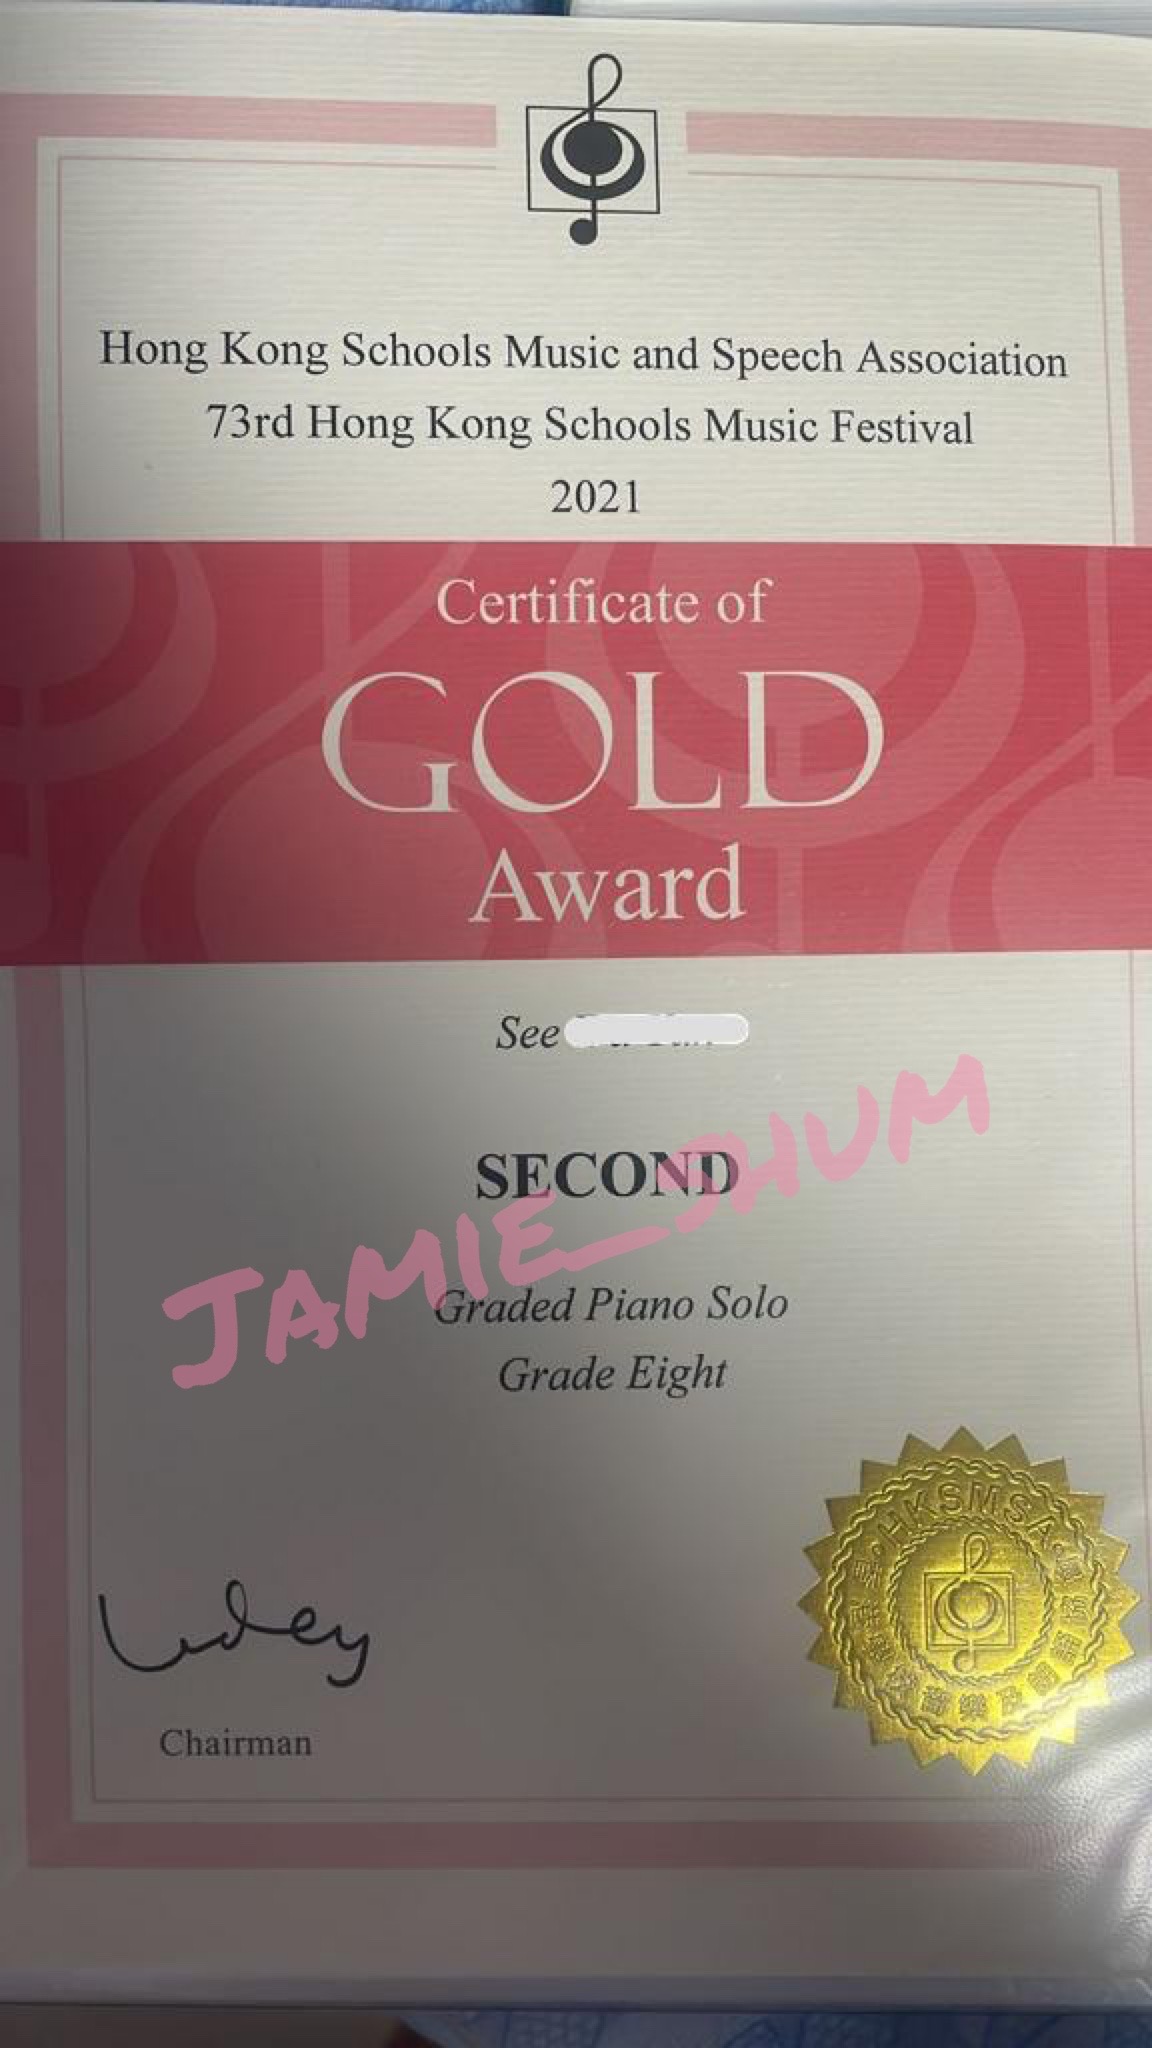 Hong Kong Schools Music and Speech Association
73rd Hong Kong Schools Music Festival
2021
Certificate of
GOLD
Award
See
SECOND
JAMIE_SHUM
Graded Piano Solo
Grade Eight
Chairman
HKSMSA